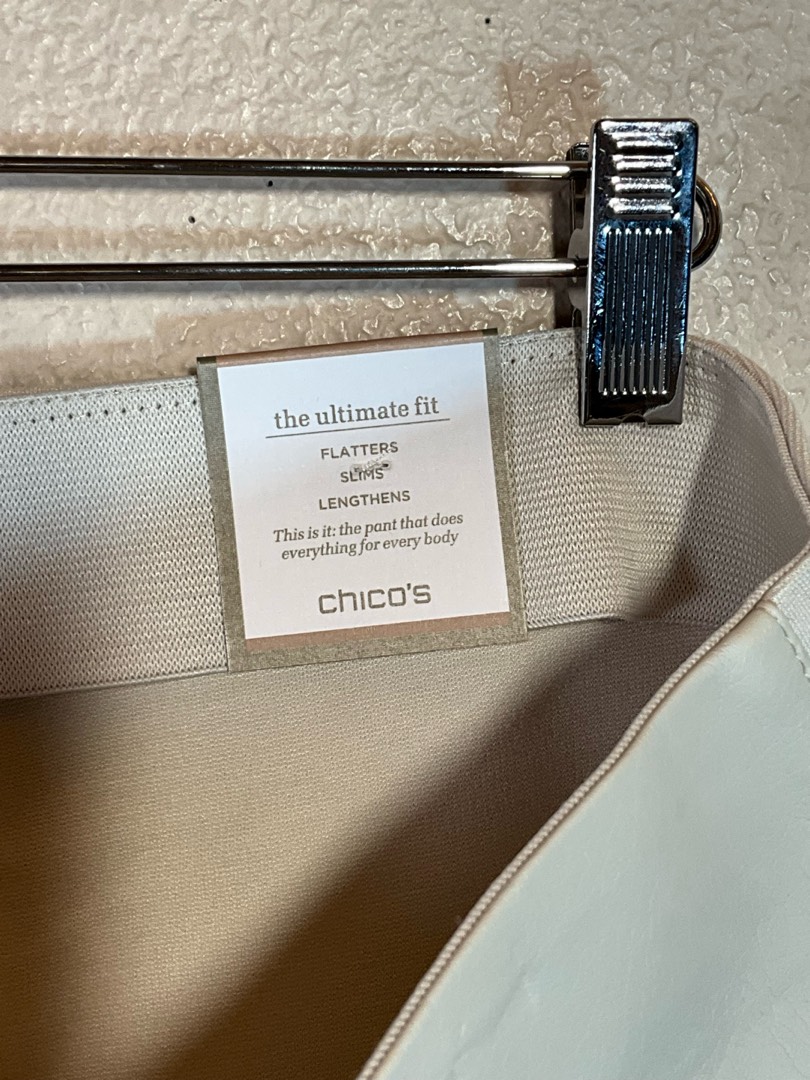 the ultimate fit
FLATTERS
SLIMS
LENGTHENS
This is it: the pant that does
everything for every body
chico's